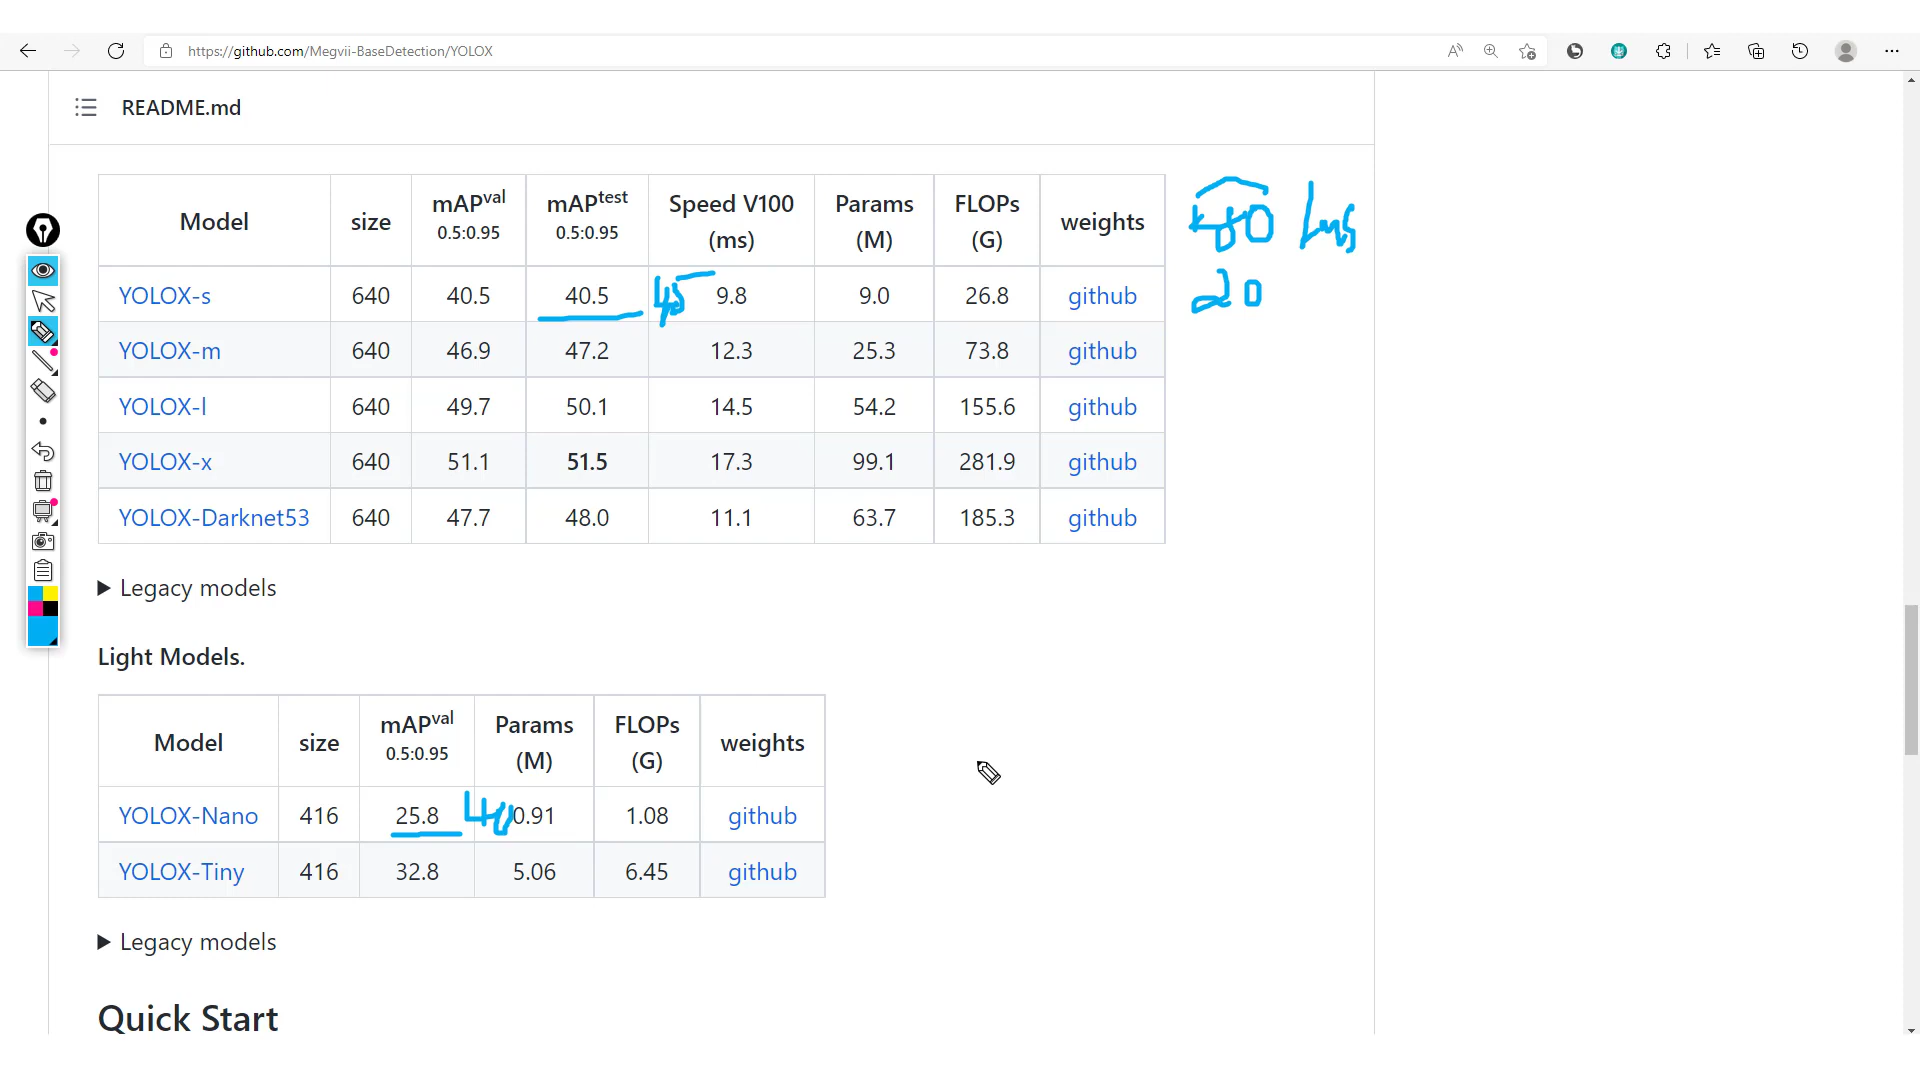 https://github.com/Megvii-BaseDetection/YOLOX
README.md
Model size mAPval 0.5:0.95 mAPtest 0.5:0.95 Speed V100 (ms) Params (M) FLOPs (G) weights
YOLOX-s 640 40.5 40.5 45 9.8 9.0 26.8 github
20
YOLOX-m 640 46.9 47.2 12.3 25.3 73.8 github
YOLOX-l 640 49.7 50.1 14.5 54.2 155.6 github
YOLOX-x 640 51.1 51.5 17.3 99.1 281.9 github
YOLOX-Darknet53 640 47.7 48.0 11.1 63.7 185.3 github
Legacy models
Light Models.
Model size mAPval 0.5:0.95 Params (M) FLOPs (G) weights
YOLOX-Nano 416 25.8 40 0.91 1.08 github
YOLOX-Tiny 416 32.8 5.06 6.45 github
Legacy models
Quick Start